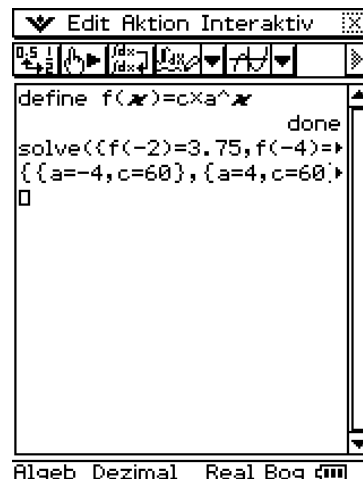 Edit Aktion Interaktiv
define f(x)=c×a^x
done
solve({f(-2)=3.75,f(-4)=
{{a=-4,c=60},{a=4,c=60
Algeb Dezimal Real Bog